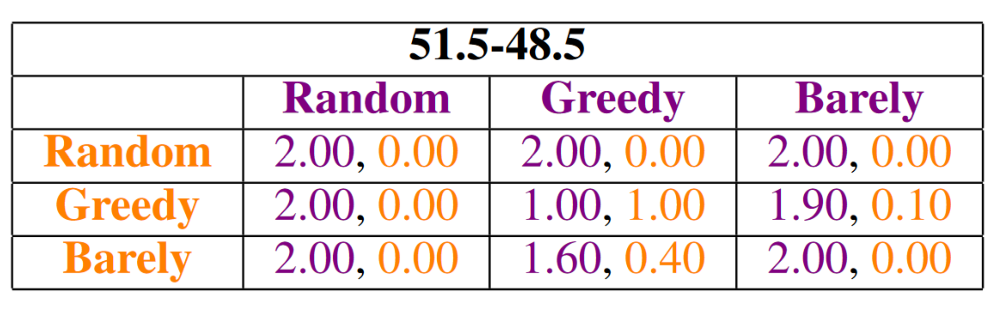 51.5-48.5
Random Greedy Barely
Random 2.00, 0.00 2.00, 0.00 2.00, 0.00
Greedy 2.00, 0.00 1.00, 1.00 1.90, 0.10
Barely 2.00, 0.00 1.60, 0.40 2.00, 0.00